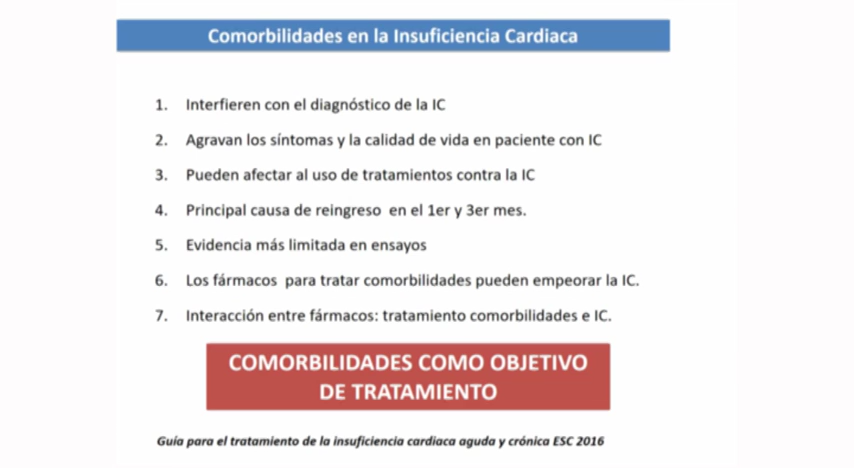 Comorbilidades en la Insuficiencia Cardiaca
1. Interfieren con el diagnóstico de la IC
2. Agravan los síntomas y la calidad de vida en paciente con IC
3. Pueden afectar al uso de tratamientos contra la IC
4. Principal causa de reingreso en el 1er y 3er mes.
5. Evidencia más limitada en ensayos
6. Los fármacos para tratar comorbilidades pueden empeorar la IC.
7. Interacción entre fármacos: tratamiento comorbilidades e IC.
COMORBILIDADES COMO OBJETIVO
DE TRATAMIENTO
Guía para el tratamiento de la insuficiencia cardiaca aguda y crónica ESC 2016